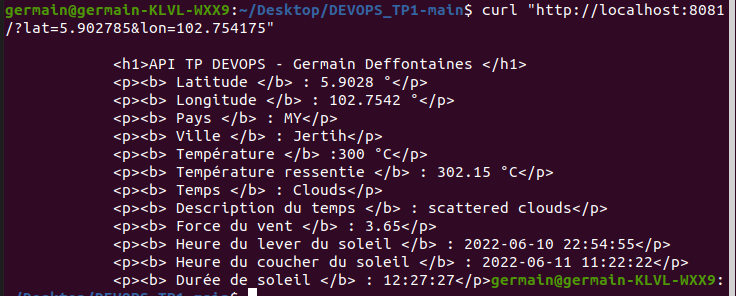 germain@germain-KLVL-WXX9:~/Desktop/DEVOPS_TP1-main$ curl "http://localhost:8081
/?lat=5.902785&lon=102.754175"
<h1>API TP DEVOPS - Germain Deffontaines </h1>
<p><b> Latitude </b> : 5.9028 °</p>
<p><b> Longitude </b> : 102.7542 °</p>
<p><b> Pays </b> : MY</p>
<p><b> Ville </b> : Jertih</p>
<p><b> Température </b> :300 °C</p>
<p><b> Température ressentie </b> : 302.15 °C</p>
<p><b> Temps </b> : Clouds</p>
<p><b> Description du temps </b> : scattered clouds</p>
<p><b> Force du vent </b> : 3.65</p>
<p><b> Heure du lever du soleil </b> : 2022-06-10 22:54:55</p>
<p><b> Heure du coucher du soleil </b> : 2022-06-11 11:22:22</p>
<p><b> Durée de soleil </b> : 12:27:27</p>germain@germain-KLVL-WXX9:
~/Desktop/DEVOPS_TP1-main$